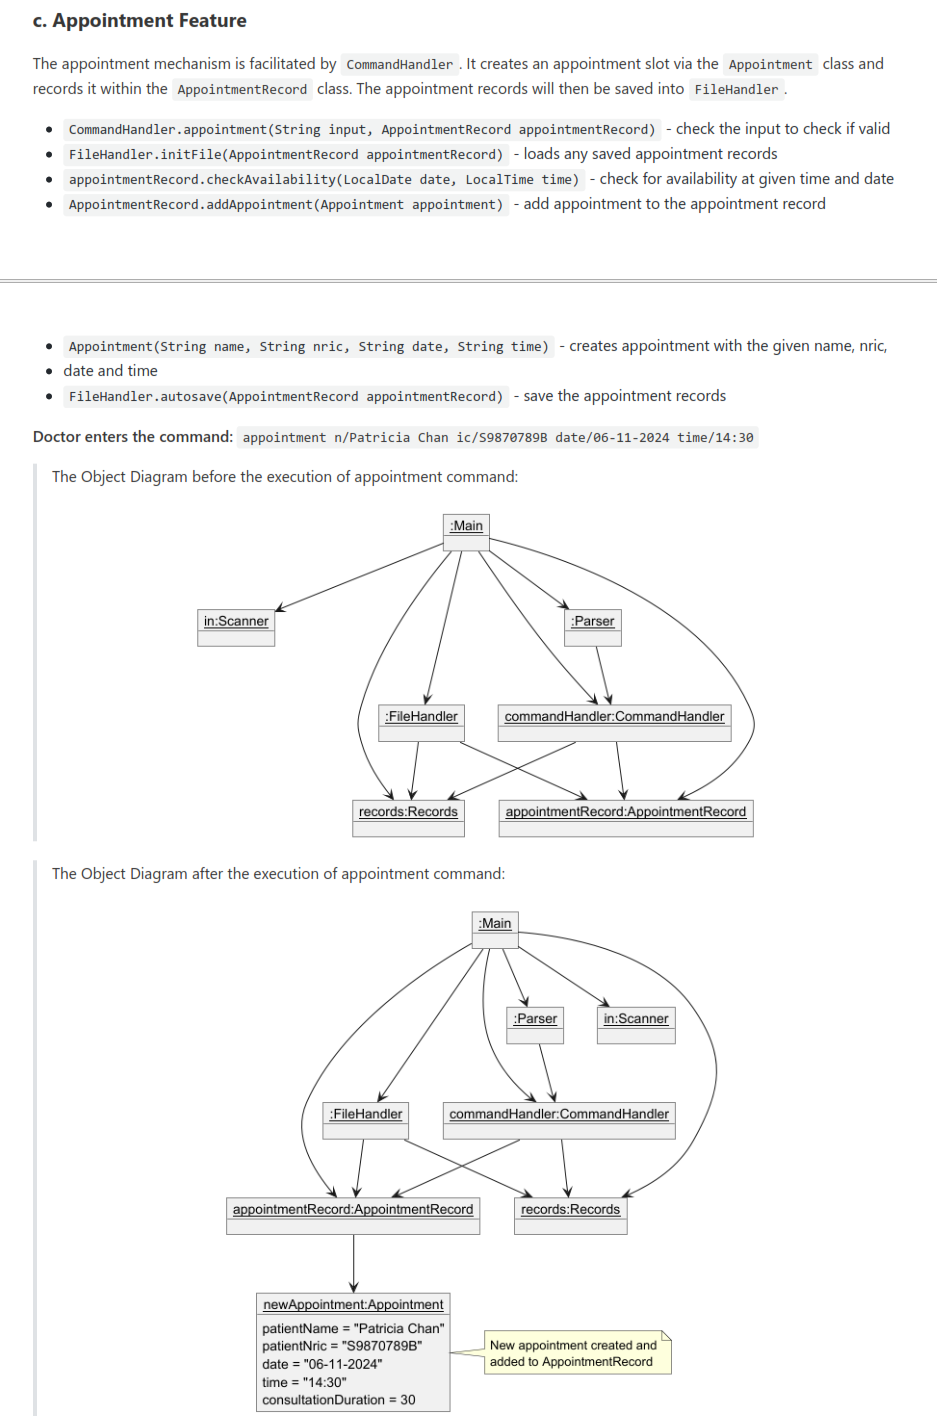 c. Appointment Feature
The appointment mechanism is facilitated by CommandHandler . It creates an appointment slot via the Appointment class and
records it within the AppointmentRecord class. The appointment records will then be saved into FileHandler .
• CommandHandler.appointment(String input, AppointmentRecord appointmentRecord) - check the input to check if valid
• FileHandler.initFile(AppointmentRecord appointmentRecord) - loads any saved appointment records
• appointmentRecord.checkAvailability(LocalDate date, LocalTime time) - check for availability at given time and date
• AppointmentRecord.addAppointment(Appointment appointment) - add appointment to the appointment record
• Appointment(String name, String nric, String date, String time) - creates appointment with the given name, nric,
• date and time
• FileHandler.autosave(AppointmentRecord appointmentRecord) - save the appointment records
Doctor enters the command: appointment n/Patricia Chan ic/S9870789B date/06-11-2024 time/14:30
The Object Diagram before the execution of appointment command:
:Main
in:Scanner
:Parser
:FileHandler
commandHandler:CommandHandler
records:Records
appointmentRecord:AppointmentRecord
The Object Diagram after the execution of appointment command:
:Main
:Parser
in:Scanner
:FileHandler
commandHandler:CommandHandler
appointmentRecord:AppointmentRecord
records:Records
newAppointment:Appointment
patientName = "Patricia Chan"
patientNric = "S9870789B"
date = "06-11-2024"
time = "14:30"
consultationDuration = 30
New appointment created and
added to AppointmentRecord